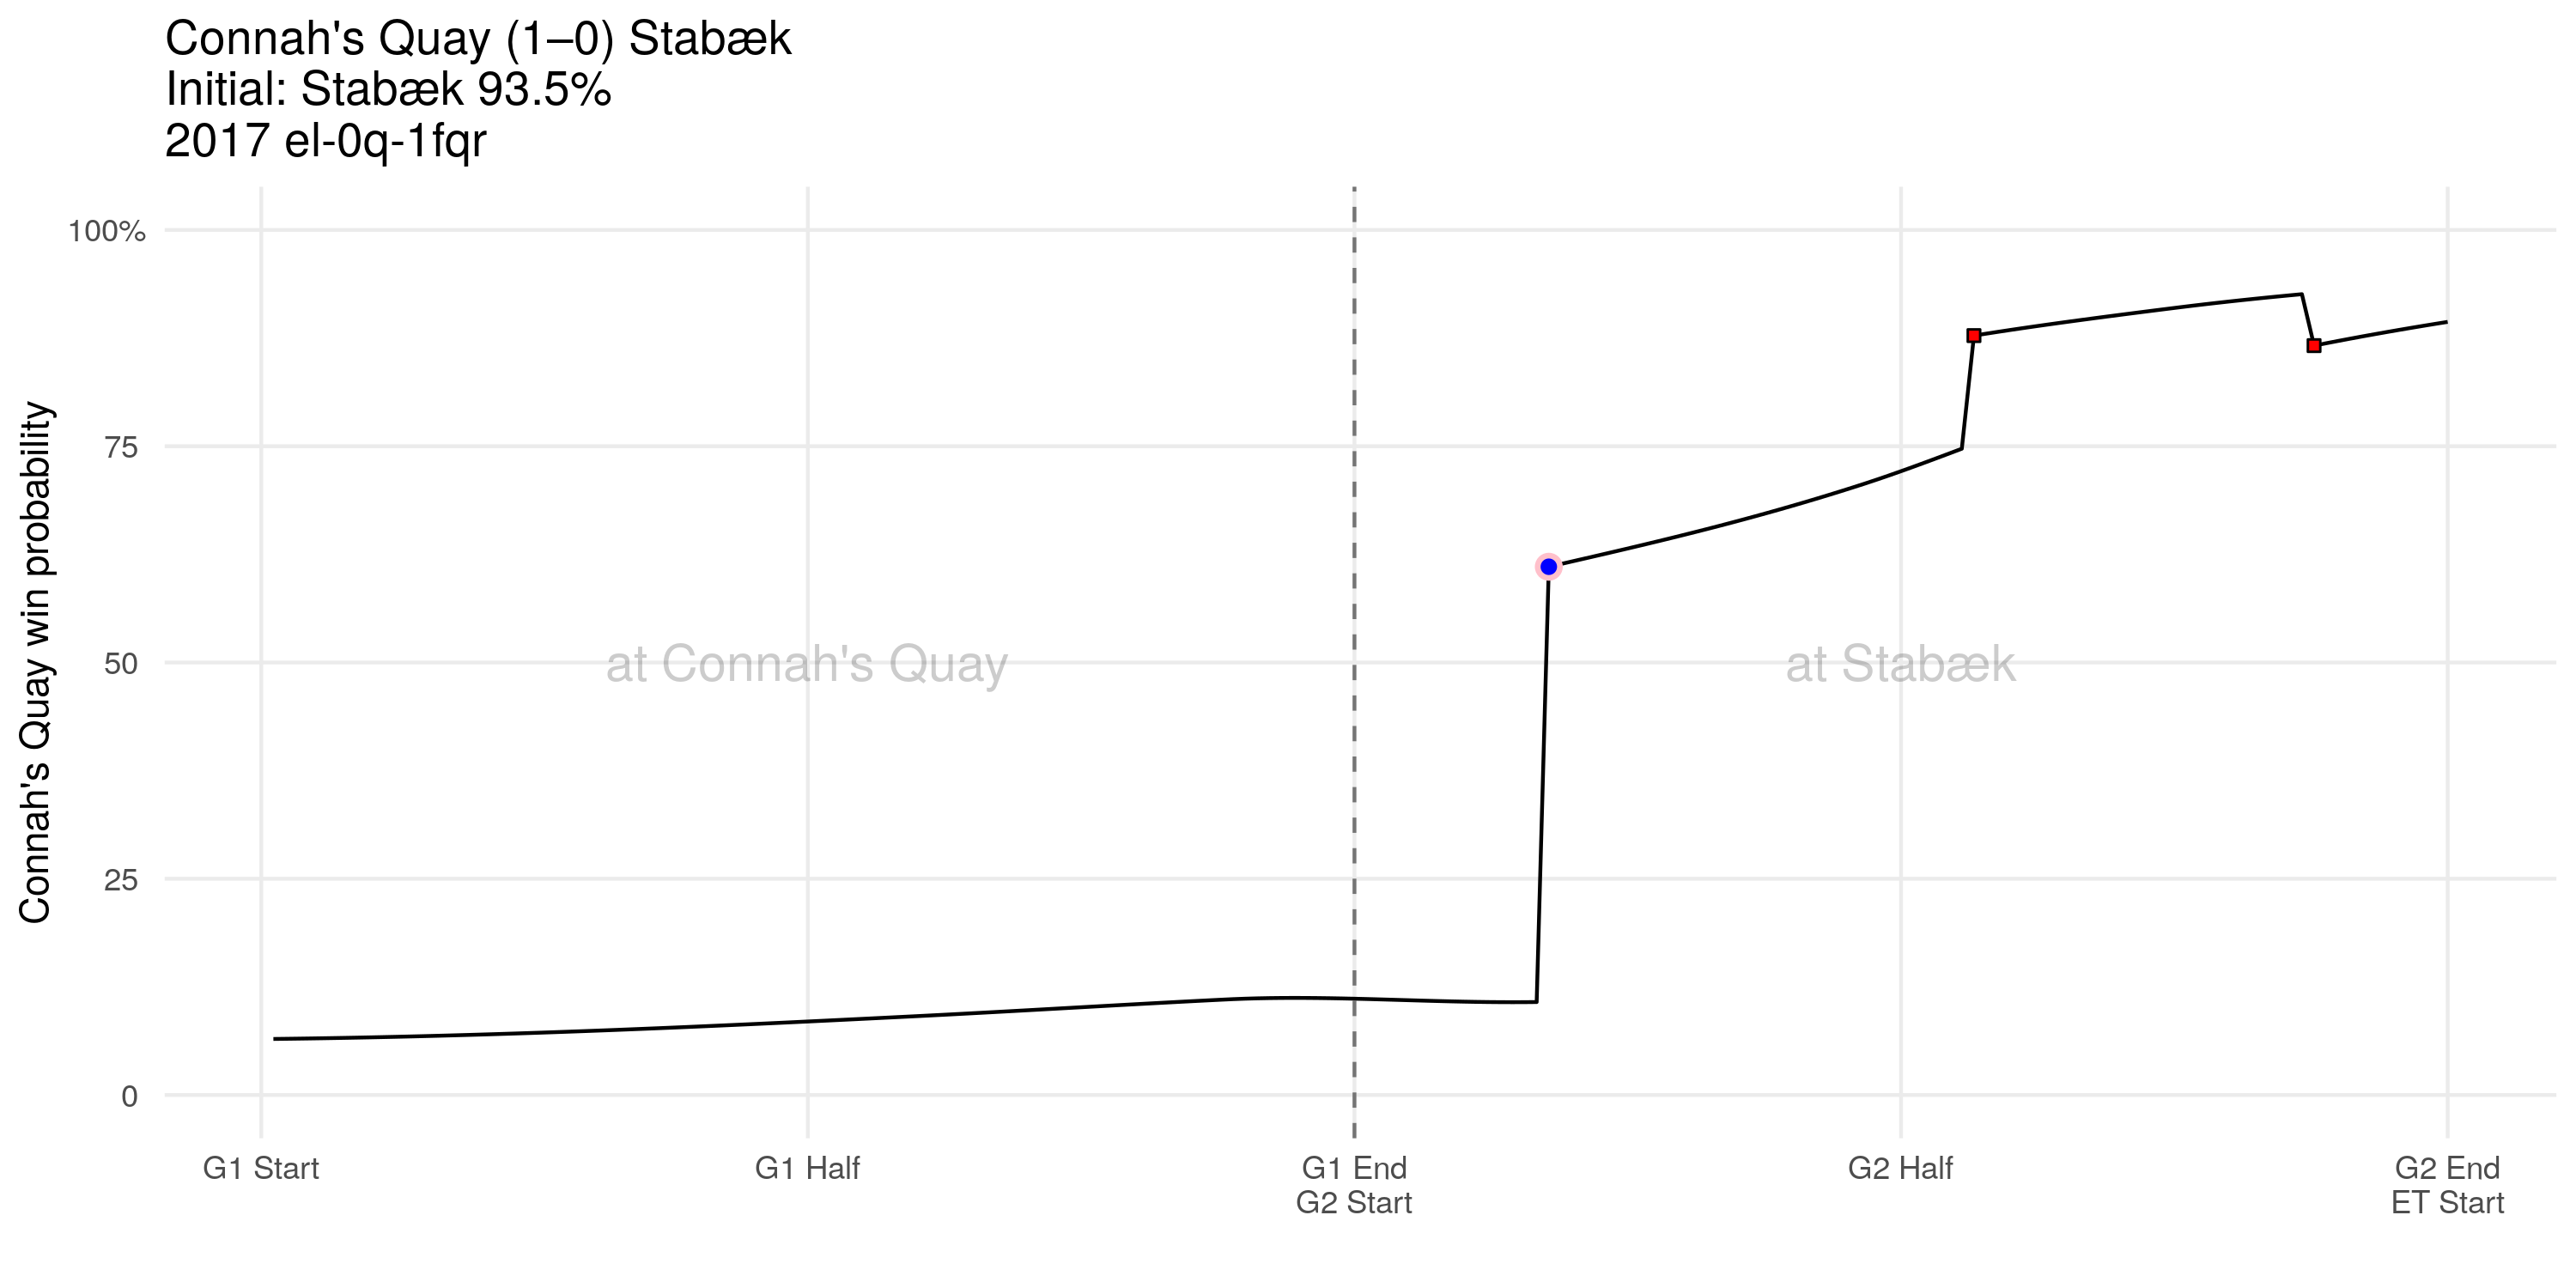 Connah's Quay (1–0) Stabæk
Initial: Stabæk 93.5%
2017 el-0q-1fqr
Connah's Quay win probability
100%
75
50
25
0
at Connah's Quay
at Stabæk
G1 Start
G1 Half
G1 End
G2 Start
G2 Half
G2 End
ET Start